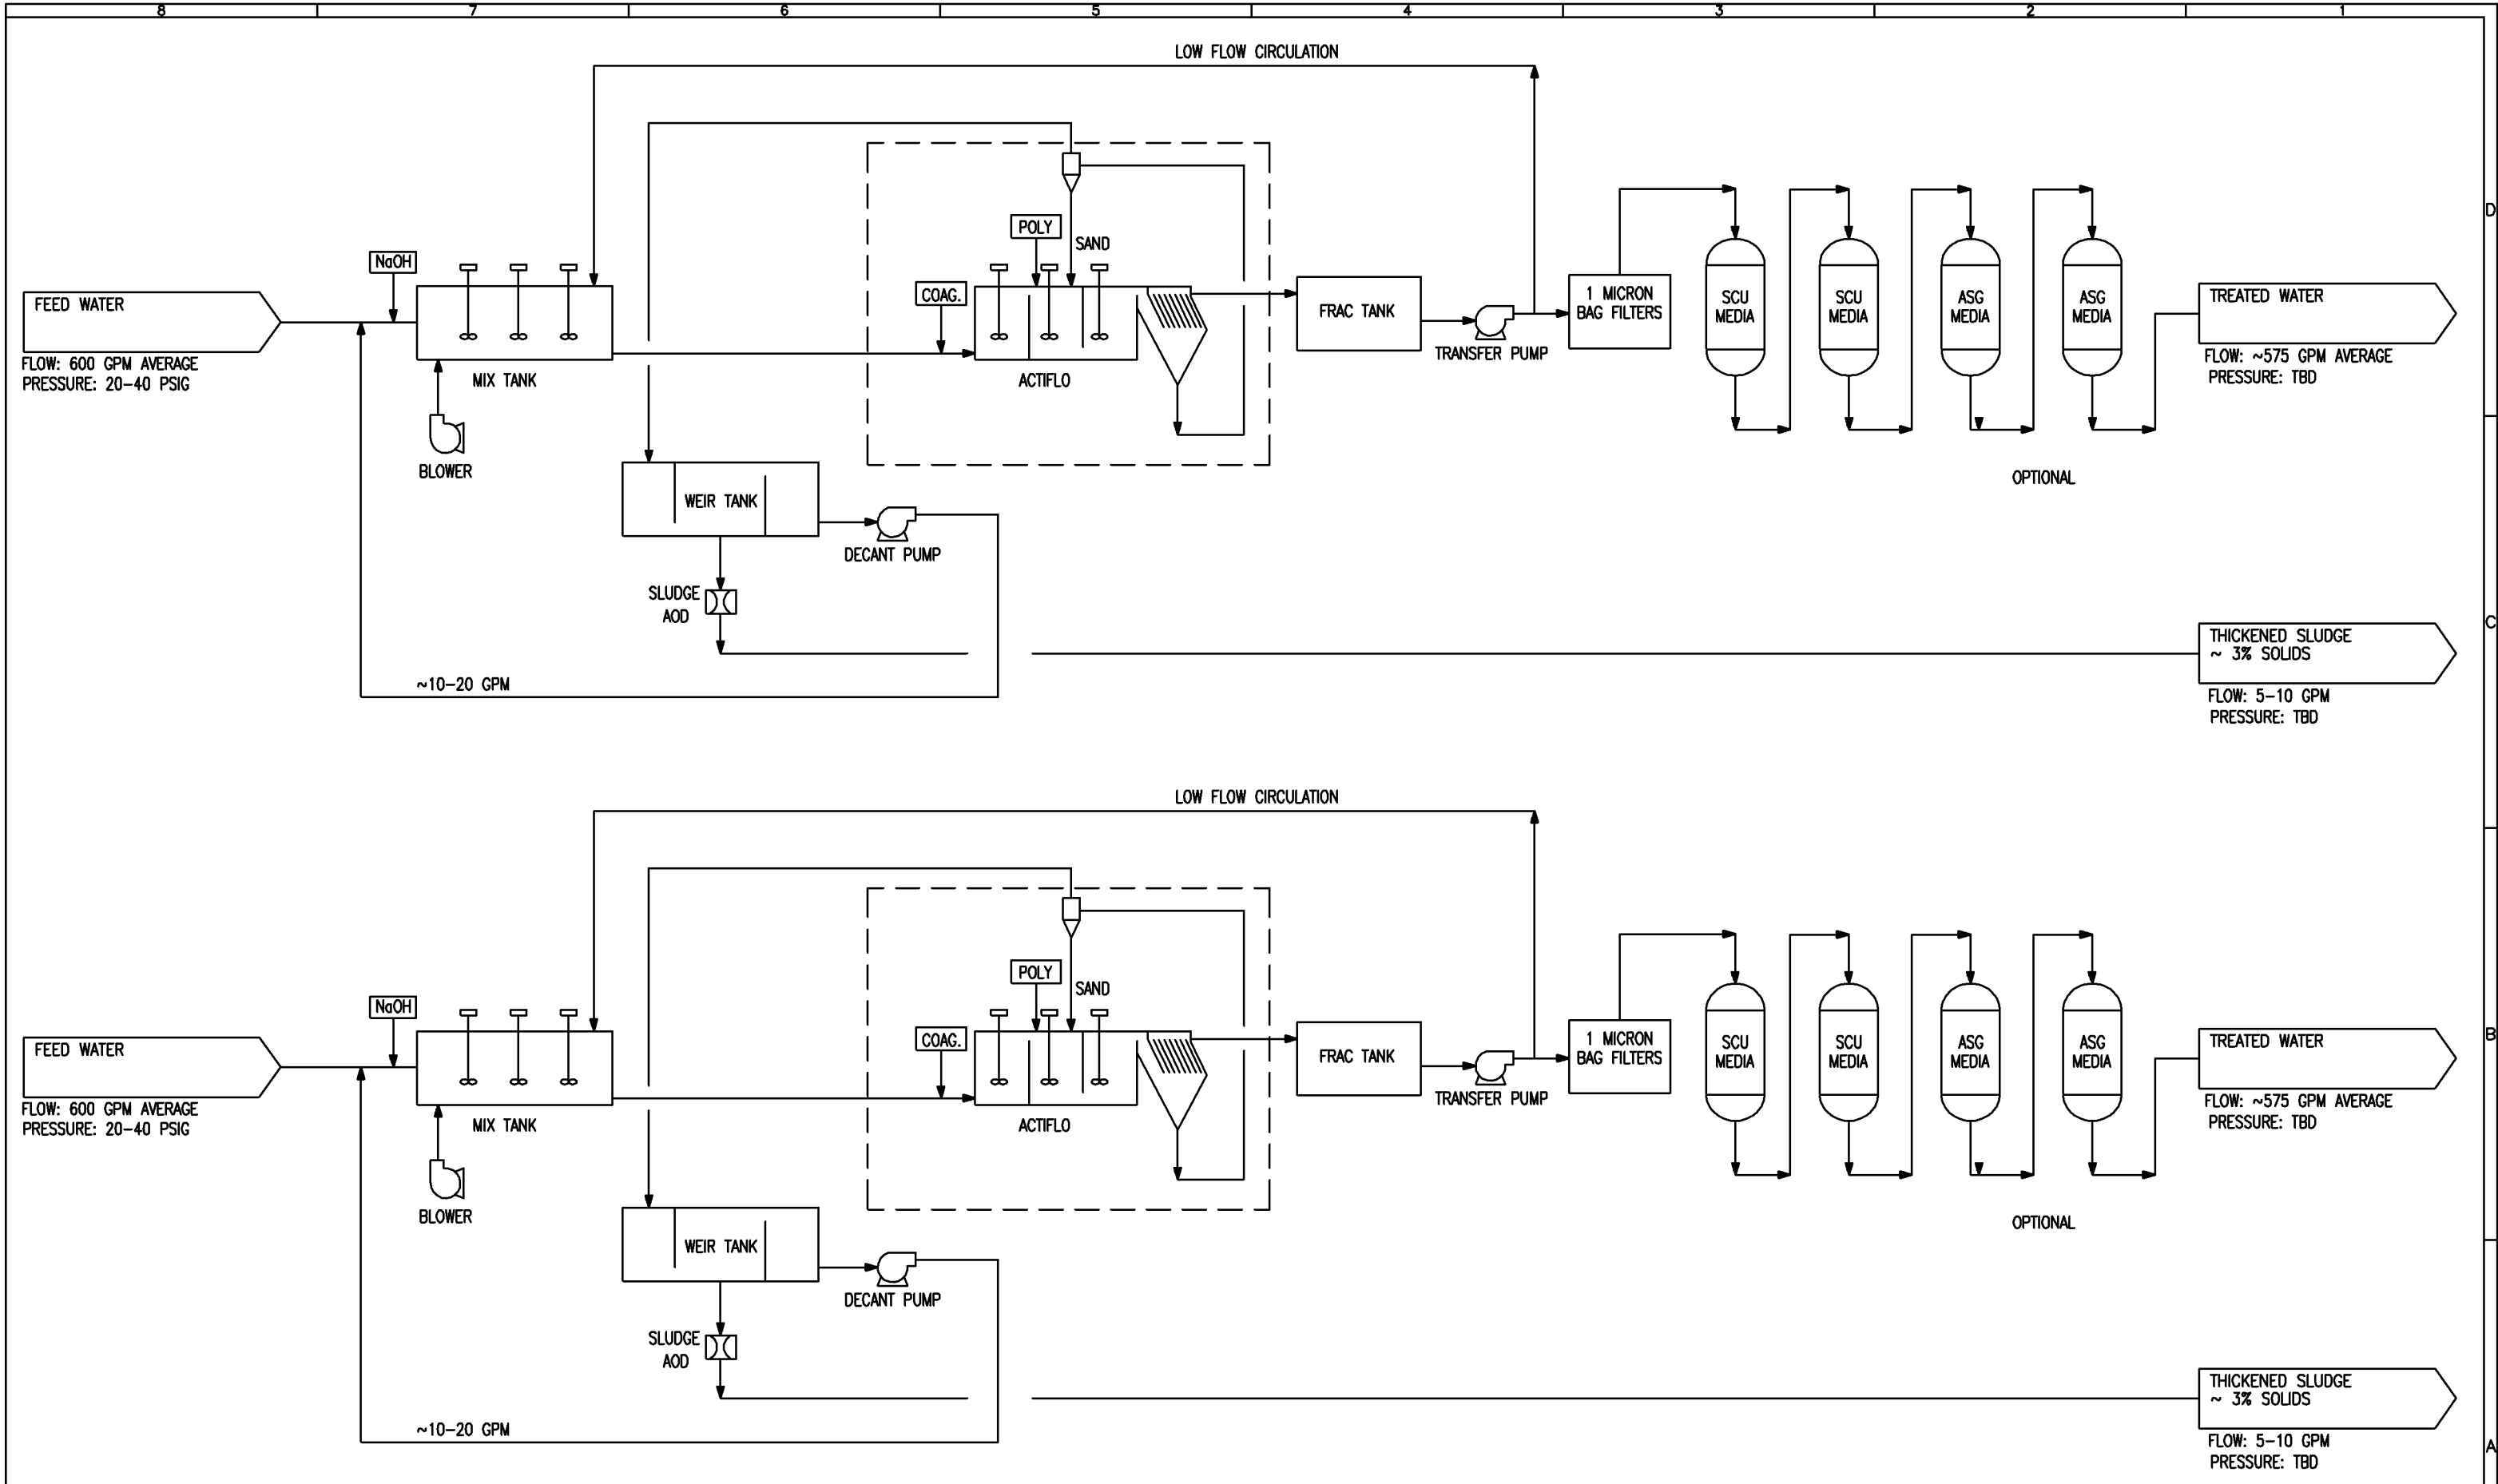 8 7 6 5 4 3 2 1
LOW FLOW CIRCULATION
D
POLY
SAND
NaOH
COAG.
FEED WATER
FLOW: 600 GPM AVERAGE
PRESSURE: 20-40 PSIG
MIX TANK
BLOWER
ACTIFLO
FRAC TANK
TRANSFER PUMP
1 MICRON
BAG FILTERS
SCU
MEDIA
SCU
MEDIA
ASG
MEDIA
ASG
MEDIA
TREATED WATER
FLOW: ~575 GPM AVERAGE
PRESSURE: TBD
OPTIONAL
WEIR TANK
DECANT PUMP
SLUDGE
AOD
C
THICKENED SLUDGE
~ 3% SOLIDS
FLOW: 5-10 GPM
PRESSURE: TBD
~10-20 GPM
LOW FLOW CIRCULATION
POLY
SAND
NaOH
COAG.
FEED WATER
FLOW: 600 GPM AVERAGE
PRESSURE: 20-40 PSIG
MIX TANK
BLOWER
ACTIFLO
FRAC TANK
TRANSFER PUMP
1 MICRON
BAG FILTERS
SCU
MEDIA
SCU
MEDIA
ASG
MEDIA
ASG
MEDIA
TREATED WATER
B
FLOW: ~575 GPM AVERAGE
PRESSURE: TBD
OPTIONAL
WEIR TANK
DECANT PUMP
SLUDGE
AOD
THICKENED SLUDGE
~ 3% SOLIDS
FLOW: 5-10 GPM
PRESSURE: TBD
~10-20 GPM
A